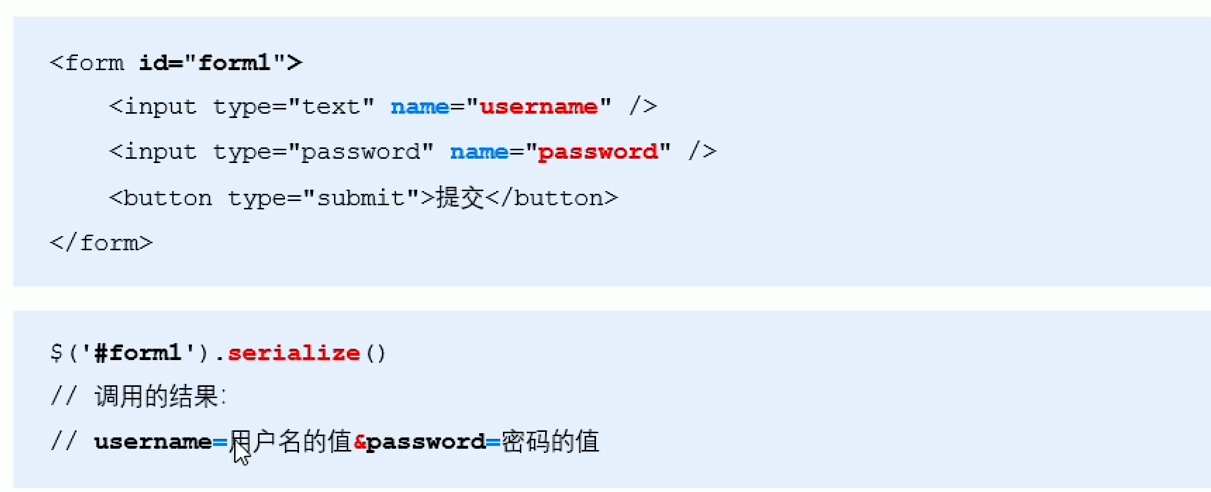 <form id="form1">
<input type="text" name="username" />
<input type="password" name="password" />
<button type="submit">提交</button>
</form>
$('#form1').serialize()
// 调用的结果：
// username=用户名的值&password=密码的值